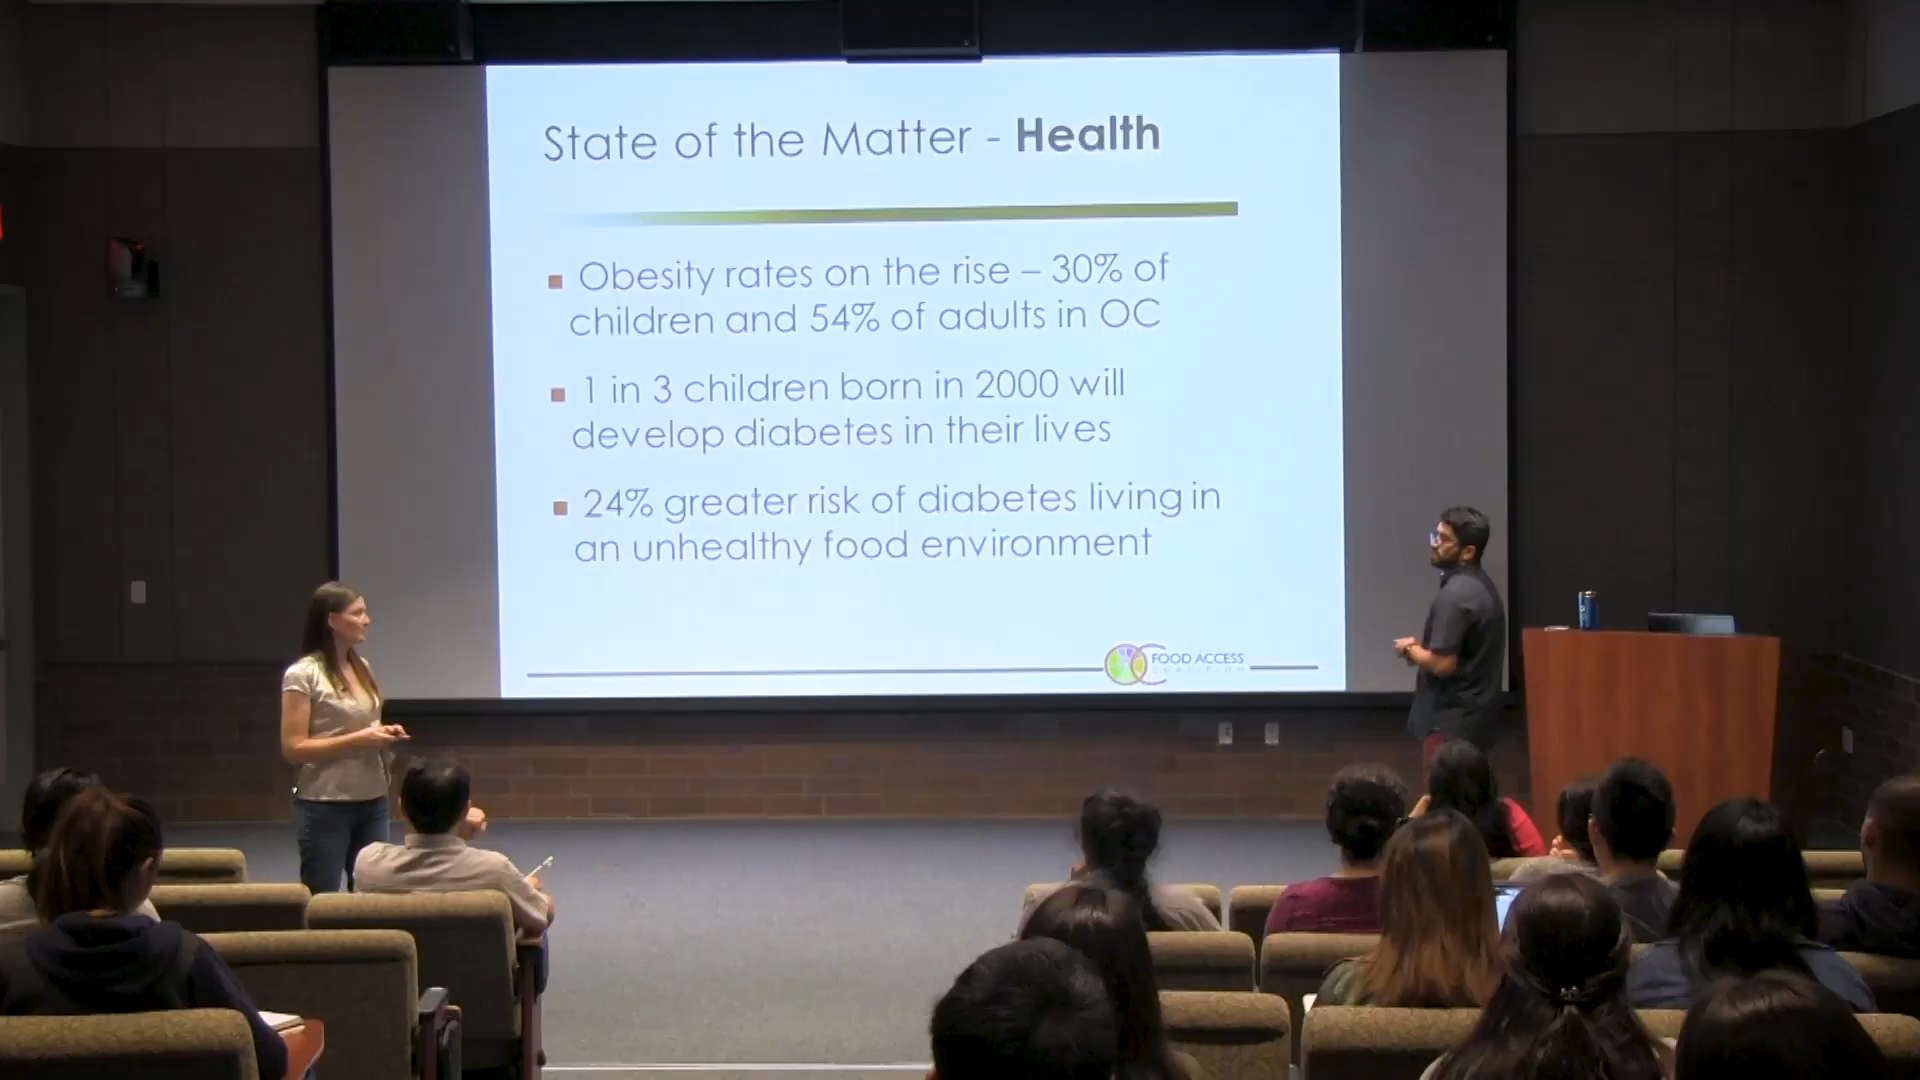 State of the Matter - Health
■ Obesity rates on the rise – 30% of
children and 54% of adults in OC
■ 1 in 3 children born in 2000 will
develop diabetes in their lives
■ 24% greater risk of diabetes living in
an unhealthy food environment
OC FOOD ACCESS
COALITION